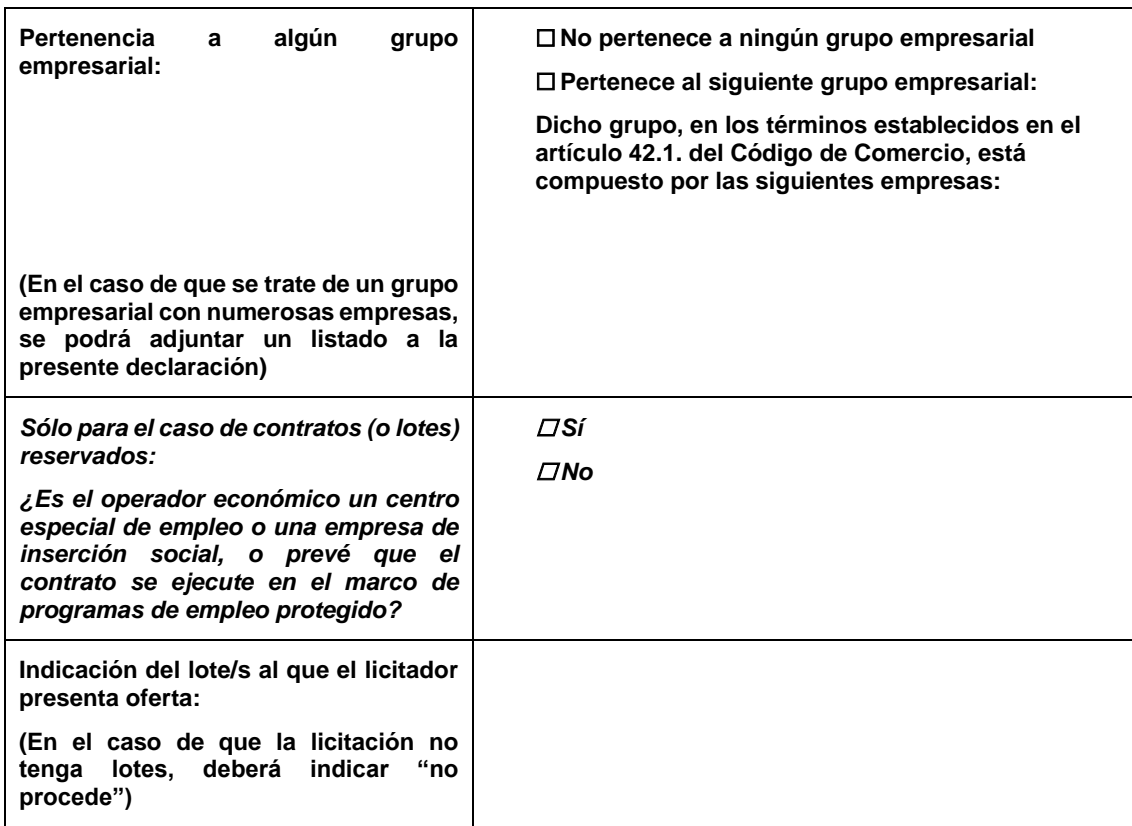 Pertenencia a algún grupo
empresarial:
(En el caso de que se trate de un grupo
empresarial con numerosas empresas,
se podrá adjuntar un listado a la
presente declaración)
☐ No pertenece a ningún grupo empresarial
☐ Pertenece al siguiente grupo empresarial:
Dicho grupo, en los términos establecidos en el
artículo 42.1. del Código de Comercio, está
compuesto por las siguientes empresas:
Sólo para el caso de contratos (o lotes)
reservados:
¿Es el operador económico un centro
especial de empleo o una empresa de
inserción social, o prevé que el
contrato se ejecute en el marco de
programas de empleo protegido?
☐ Sí
☐ No
Indicación del lote/s al que el licitador
presenta oferta:
(En el caso de que la licitación no
tenga lotes, deberá indicar “no
procede”)